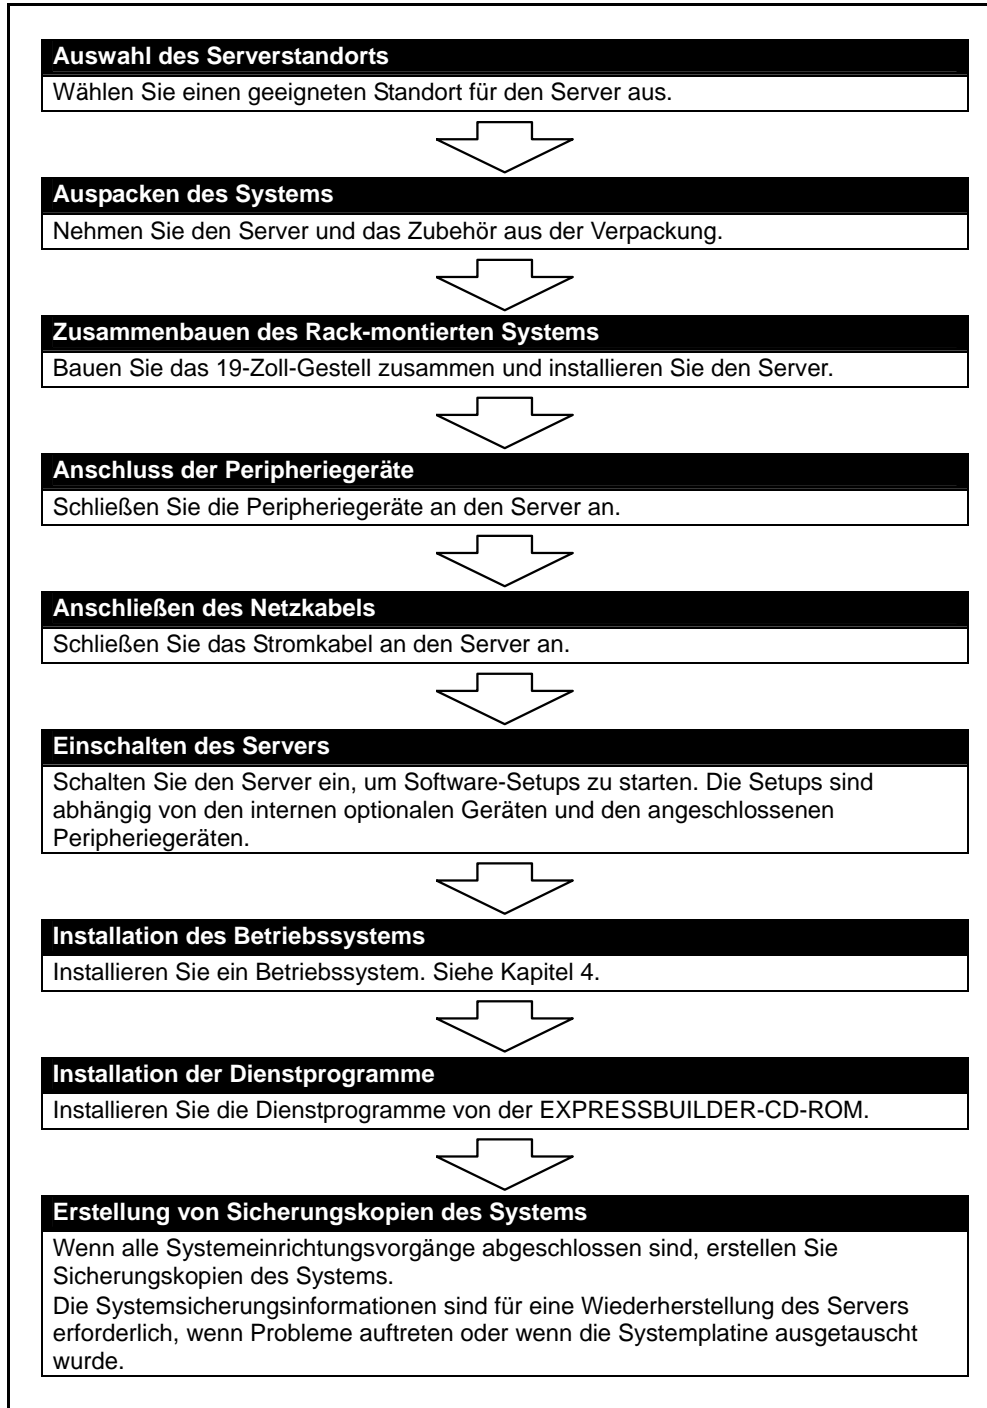 Auswahl des Serverstandorts
Wählen Sie einen geeigneten Standort für den Server aus.
Auspacken des Systems
Nehmen Sie den Server und das Zubehör aus der Verpackung.
Zusammenbauen des Rack-montierten Systems
Bauen Sie das 19-Zoll-Gestell zusammen und installieren Sie den Server.
Anschluss der Peripheriegeräte
Schließen Sie die Peripheriegeräte an den Server an.
Anschließen des Netzkabels
Schließen Sie das Stromkabel an den Server an.
Einschalten des Servers
Schalten Sie den Server ein, um Software-Setups zu starten. Die Setups sind
abhängig von den internen optionalen Geräten und den angeschlossenen
Peripheriegeräten.
Installation des Betriebssystems
Installieren Sie ein Betriebssystem. Siehe Kapitel 4.
Installation der Dienstprogramme
Installieren Sie die Dienstprogramme von der EXPRESSBUILDER-CD-ROM.
Erstellung von Sicherungskopien des Systems
Wenn alle Systemeinrichtungsvorgänge abgeschlossen sind, erstellen Sie
Sicherungskopien des Systems.
Die Systemsicherungsinformationen sind für eine Wiederherstellung des Servers
erforderlich, wenn Probleme auftreten oder wenn die Systemplatine ausgetauscht
wurde.